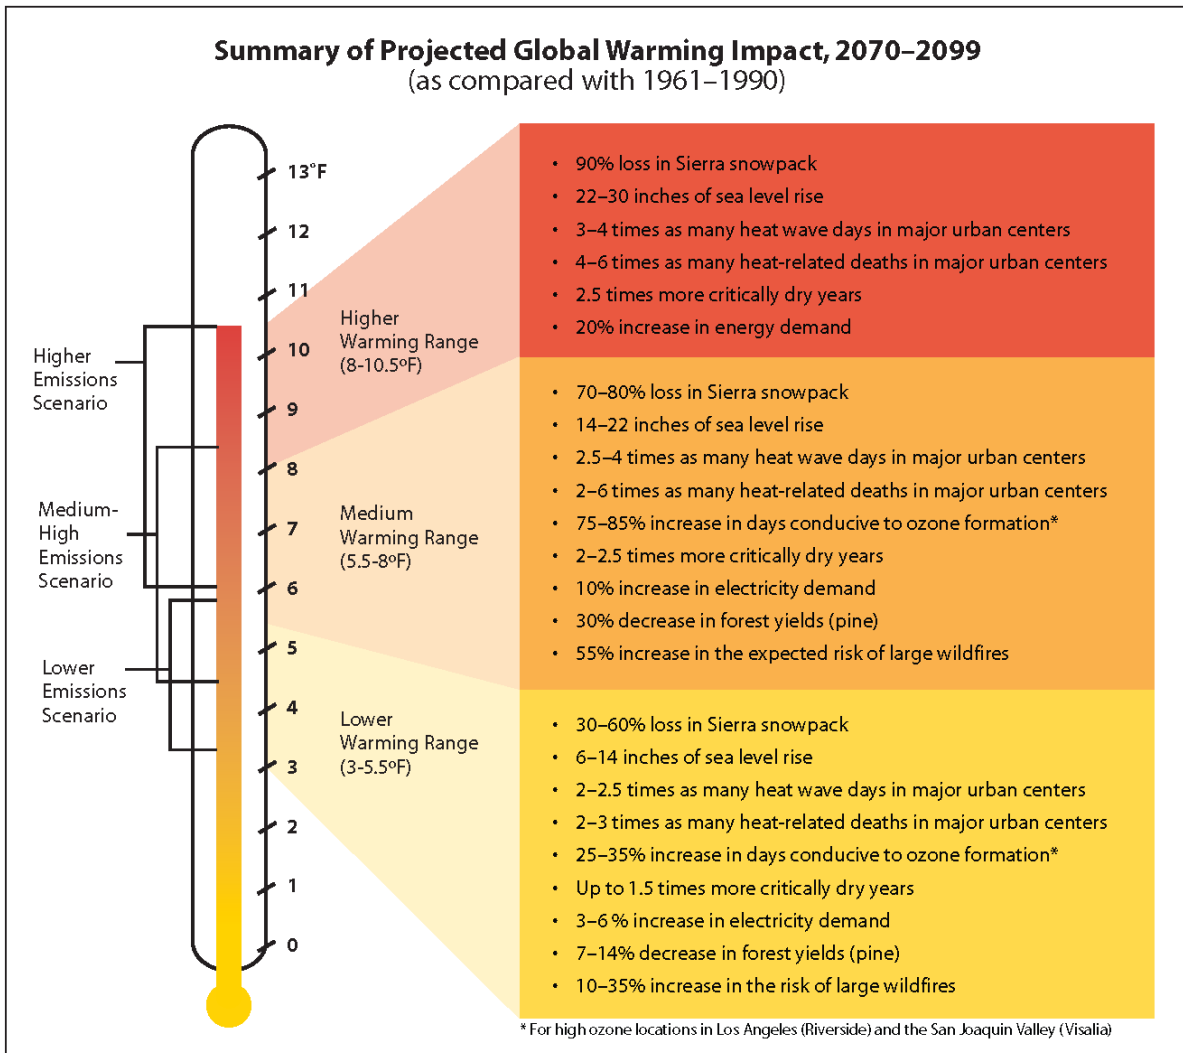 Summary of Projected Global Warming Impact, 2070–2099
(as compared with 1961–1990)
13˚F
12
11
10
9
8
7
6
5
4
3
2
1
0
Higher
Emissions
Scenario
Medium-
High
Emissions
Scenario
Lower
Emissions
Scenario
Higher
Warming Range
(8-10.5ºF)
• 90% loss in Sierra snowpack
• 22–30 inches of sea level rise
• 3–4 times as many heat wave days in major urban centers
• 4–6 times as many heat-related deaths in major urban centers
• 2.5 times more critically dry years
• 20% increase in energy demand
Medium
Warming Range
(5.5-8ºF)
• 70–80% loss in Sierra snowpack
• 14–22 inches of sea level rise
• 2.5–4 times as many heat wave days in major urban centers
• 2–6 times as many heat-related deaths in major urban centers
• 75–85% increase in days conducive to ozone formation*
• 2–2.5 times more critically dry years
• 10% increase in electricity demand
• 30% decrease in forest yields (pine)
• 55% increase in the expected risk of large wildfires
Lower
Warming Range
(3-5.5ºF)
• 30–60% loss in Sierra snowpack
• 6–14 inches of sea level rise
• 2–2.5 times as many heat wave days in major urban centers
• 2–3 times as many heat-related deaths in major urban centers
• 25–35% increase in days conducive to ozone formation*
• Up to 1.5 times more critically dry years
• 3–6 % increase in electricity demand
• 7–14% decrease in forest yields (pine)
• 10–35% increase in the risk of large wildfires
* For high ozone locations in Los Angeles (Riverside) and the San Joaquin Valley (Visalia)